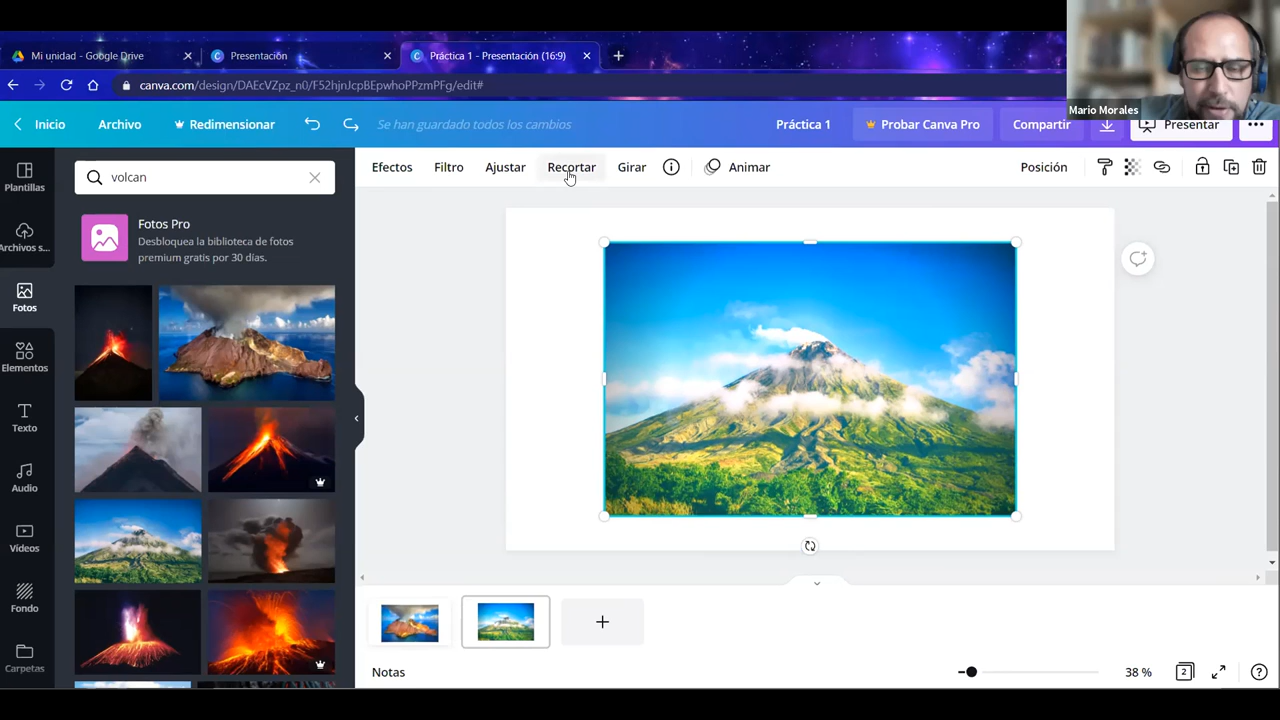 Mi unidad - Google Drive
Presentación
Práctica 1 - Presentación (16:9)
canva.com/design/DAEcVZpz_n0/F52hjnJcpBEpwhoPPzmPFg/edit#
Mario Morales
Inicio
Archivo
Redimensionar
Se han guardado todos los cambios
Práctica 1
Probar Canva Pro
Compartir
Presentar
Plantillas
Archivos s...
Fotos
Elementos
Texto
Audio
Vídeos
Fondo
Carpetas
volcan
Fotos Pro
Desbloquea la biblioteca de fotos
premium gratis por 30 días.
Efectos
Filtro
Ajustar
Recortar
Girar
Animar
Posición
Notas
38 %
2